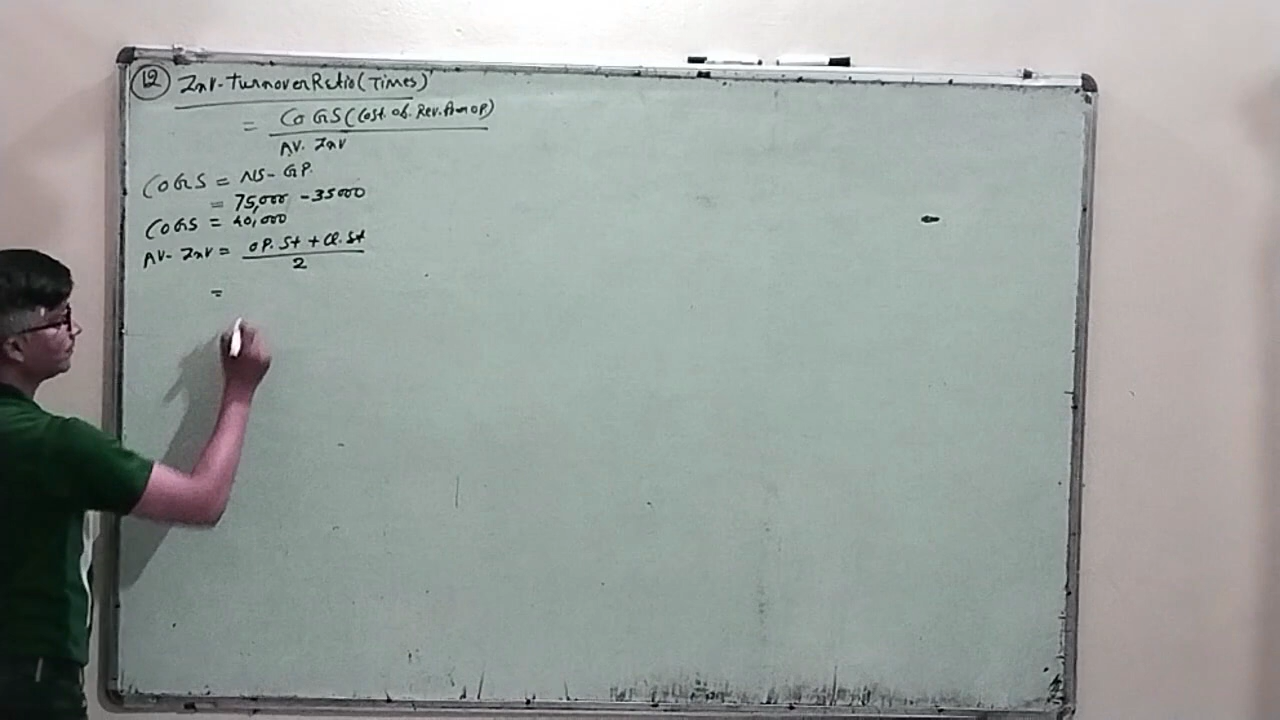 12 Inv-Turnover Ratio (Times)
= COGS (Cost. of. Rev. From OP)
AV. Inv
COGS = NS - GP.
= 75,000 - 35000
COGS = 40,000
AV- Inv = OP. St + Cl. St
2
=